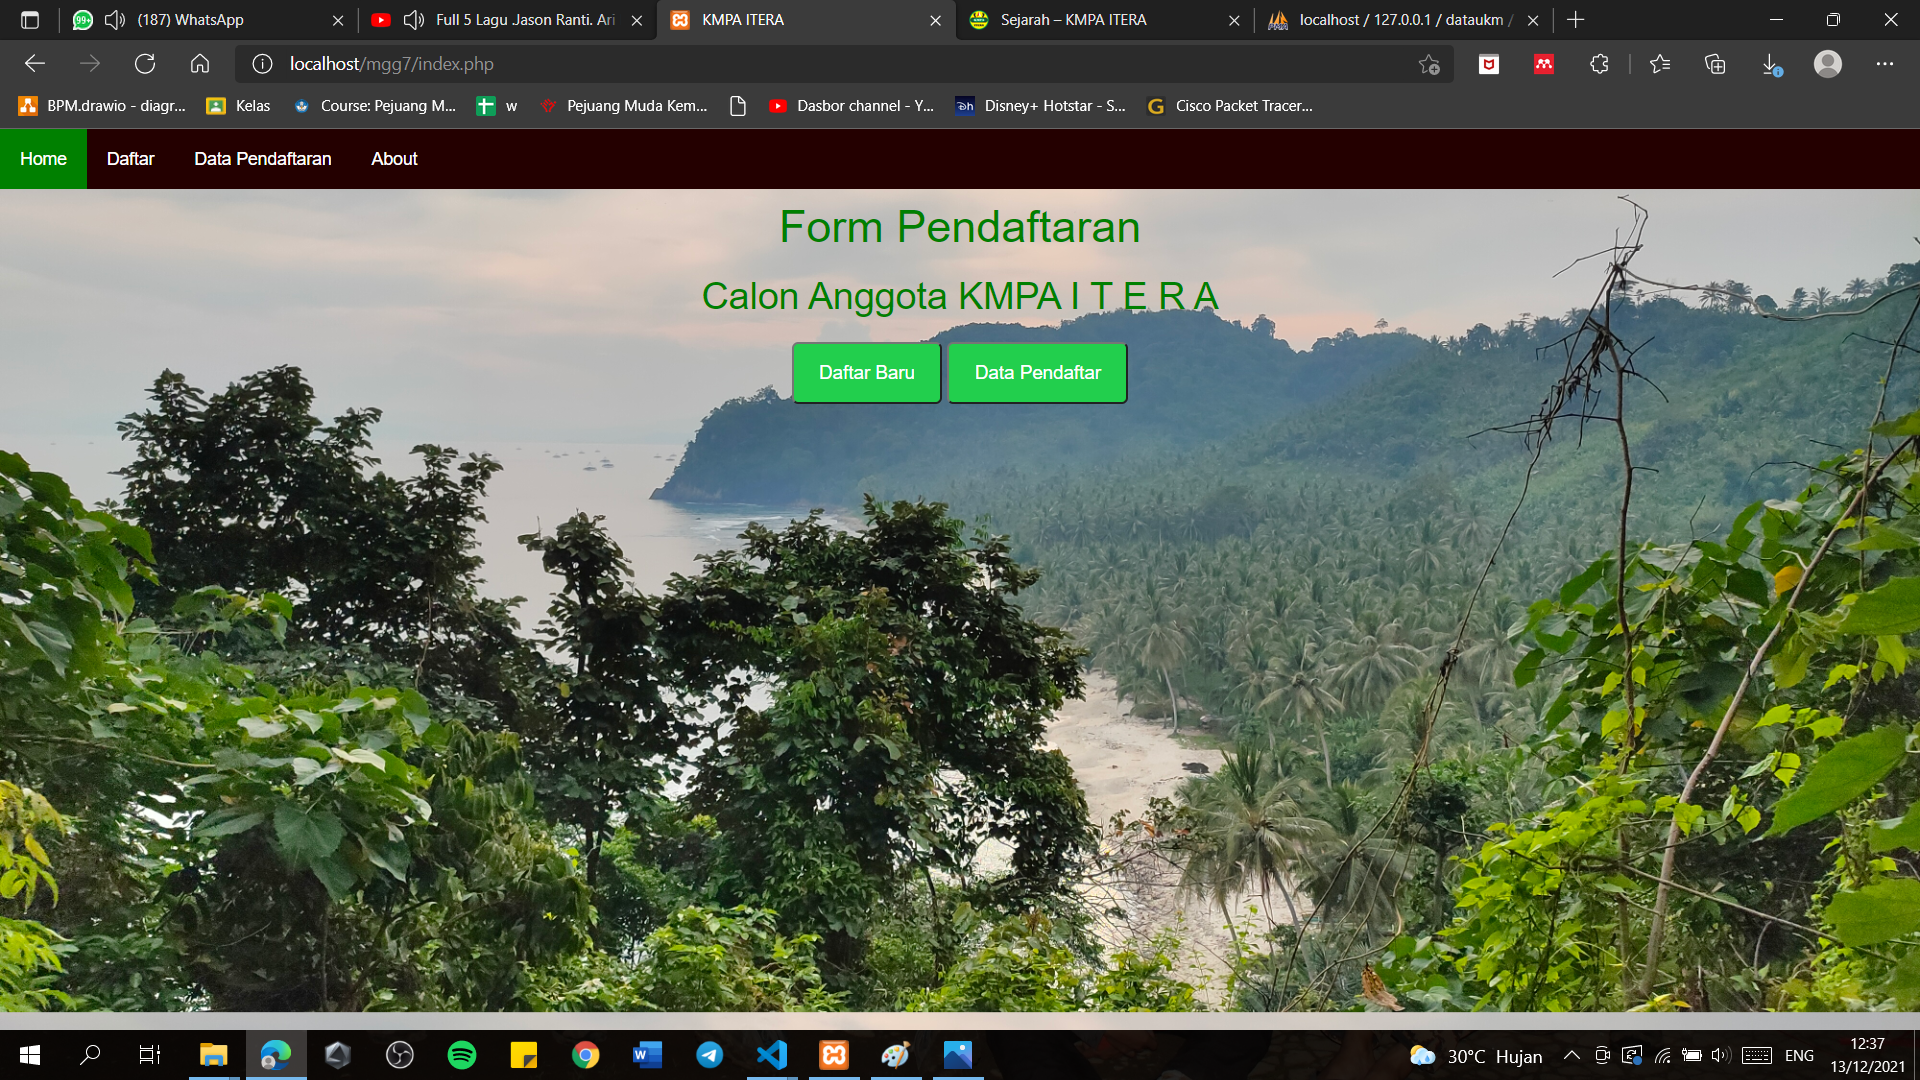 99+ (187) WhatsApp
Full 5 Lagu Jason Ranti. Ari
KMPA ITERA
Sejarah – KMPA ITERA
localhost / 127.0.0.1 / dataukm /
localhost/mgg7/index.php
BPM.drawio - diagr...
Kelas
Course: Pejuang M...
w
Pejuang Muda Kem...
Dasbor channel - Y...
Disney+ Hotstar - S...
Cisco Packet Tracer...
Home
Daftar
Data Pendaftaran
About
Form Pendaftaran
Calon Anggota KMPA I T E R A
Daftar Baru
Data Pendaftar
30°C Hujan
ENG
12:37
13/12/2021